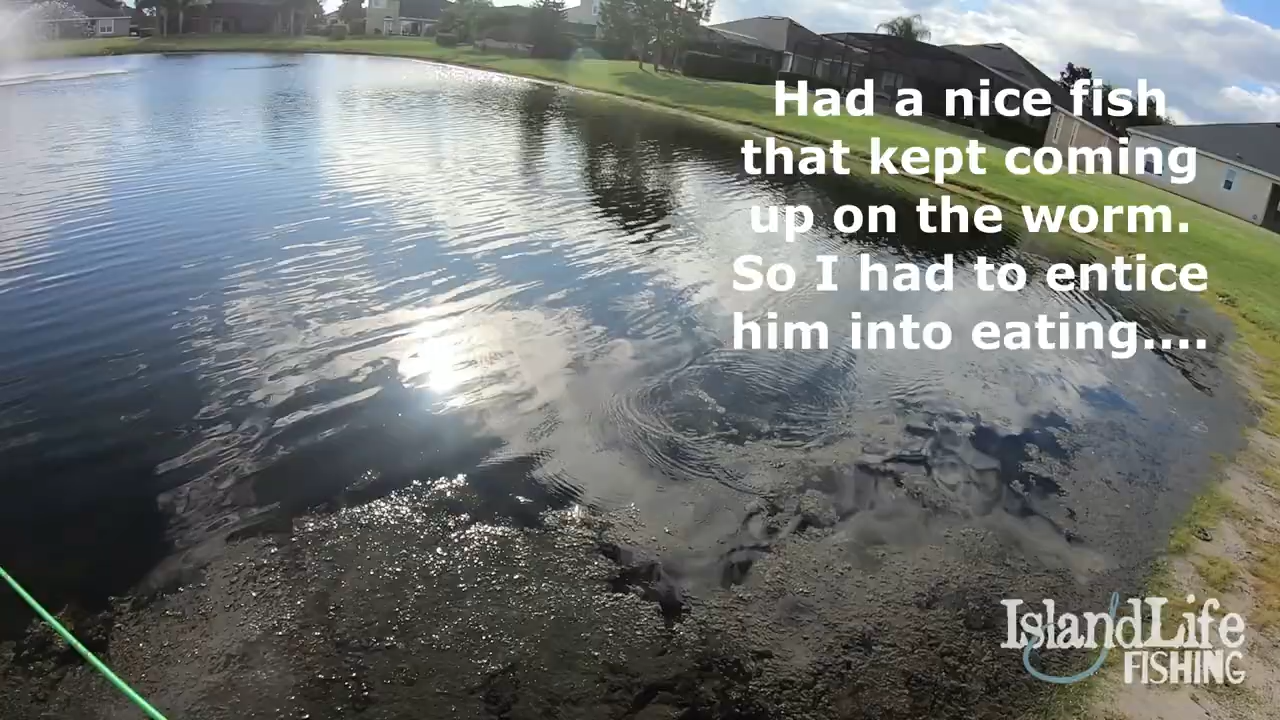 Had a nice fish
that kept coming
up on the worm.
So I had to entice
him into eating....
IslandLife
FISHING